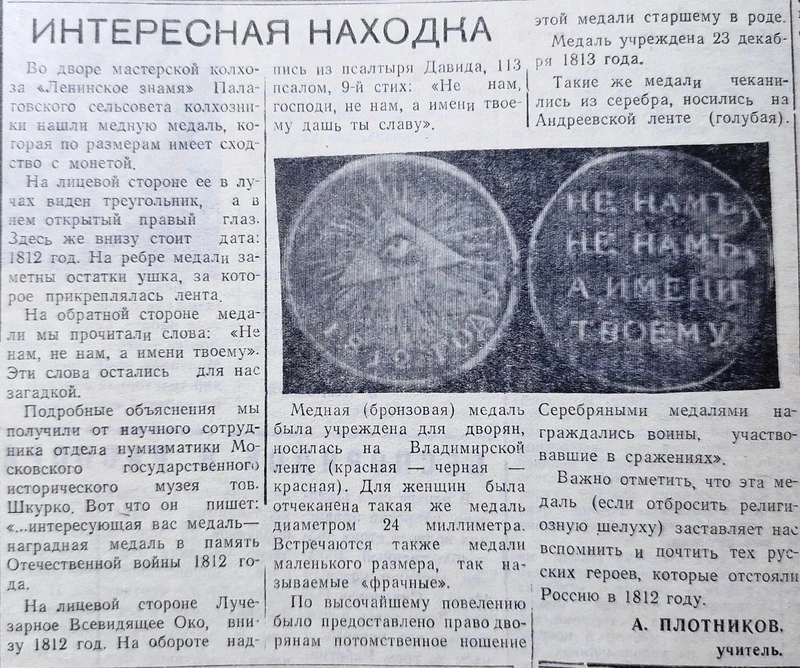 ИНТЕРЕСНАЯ НАХОДКА
Во дворе мастерской колхо-
за «Ленинское знамя» Пала-
говского сельсовета колхозни-
ки нашли медную медаль, ко-
торая по размерам имеет сход-
ство с монетой.
На лицевой стороне ее в лу-
чах виден треугольник, а в
нем открытый правый глаз.
Здесь же внизу стоит дата:
1812 год. На ребре медали за-
метны остатки ушка, за кото-
рое прикреплялась лента.
На обратной стороне меда-
ли мы прочитали слова: «Не
нам, не нам, а имени твоему».
Эти слова остались для нас
загадкой.
Подробные объяснения мы
получили от научного сотруд-
ника отдела нумизматики Мо-
сковского государственного
исторического музея тов.
Шкурко. Вот что он пишет:
«...интересующая вас медаль—
наградная медаль в память
Отечественной войны 1812 го-
да.
На лицевой стороне Луче-
зарное Всевидящее Око, вни-
зу 1812 год. На обороте над-
пись из псалтыря Давида, 113
псалом, 9-й стих: «Не нам,
господи, не нам, а имени твое-
му дашь ты славу».
1812 ГОДА
НЕ НАМЪ,
НЕ НАМЪ,
А ИМЕНИ
ТВОЕМУ
Медная (бронзовая) медаль
была учреждена для дворян,
носилась на Владимирской
ленте (красная — черная —
красная). Для женщин была
отчеканена такая же медаль
диаметром 24 миллиметра.
Встречаются также медали
маленького размера, так на-
зываемые «фрачные».
По высочайшему повелению
было предоставлено право дво-
рянам потомственное ношение
этой медали старшему в роде.
Медаль учреждена 23 декаб-
ря 1813 года.
Такие же медали чекани-
лись из серебра, носились на
Андреевской ленте (голубая).
Серебряными медалями на-
граждались воины, участво-
вавшие в сражениях».
Важно отметить, что эта ме-
даль (если отбросить религи-
озную шелуху) заставляет нас
вспомнить и почтить тех рус-
ских героев, которые отстояли
Россию в 1812 году.
А. ПЛОТНИКОВ,
учитель.